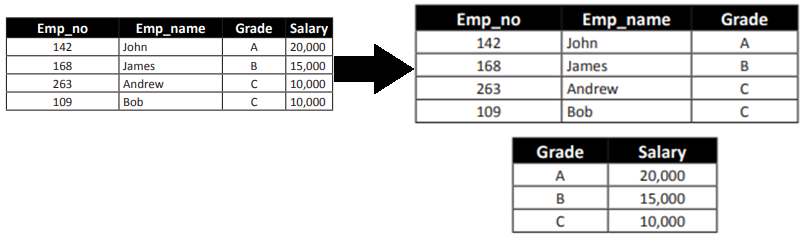 Emp_no Emp_name Grade Salary
142 John A 20,000
168 James B 15,000
263 Andrew C 10,000
109 Bob C 10,000
Emp_no Emp_name Grade
142 John A
168 James B
263 Andrew C
109 Bob C
Grade Salary
A 20,000
B 15,000
C 10,000